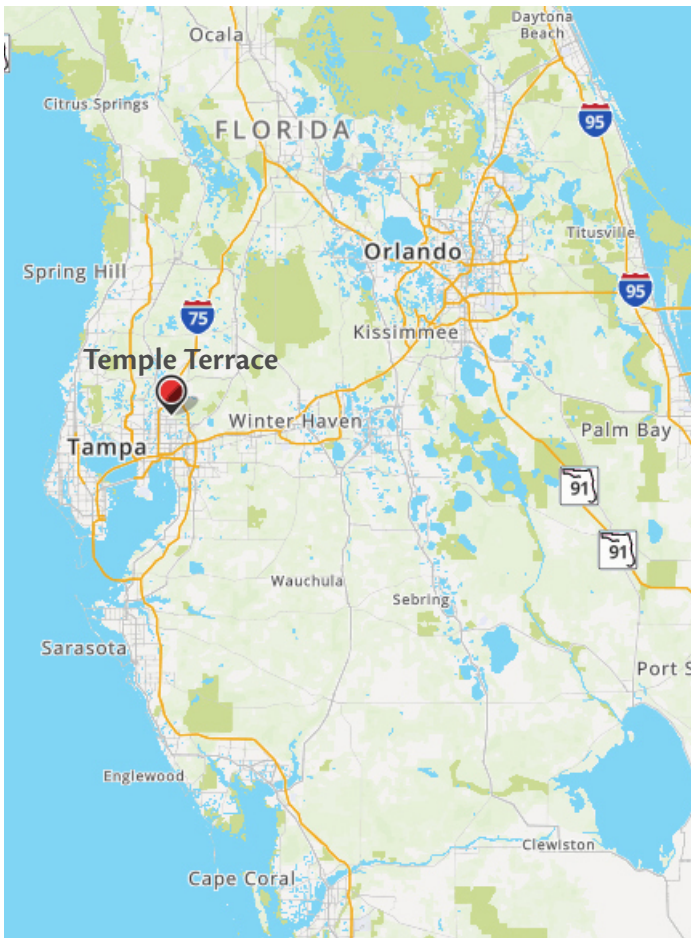 Daytona
Beach
Ocala
Citrus Springs
95
FLORIDA
Titusville
Orlando
Spring Hill
95
75
Kissimmee
Temple Terrace
Winter Haven
Palm Bay
Tampa
91
91
Wauchula
Sebring
Sarasota
Port S
Englewood
Clewiston
Cape Coral